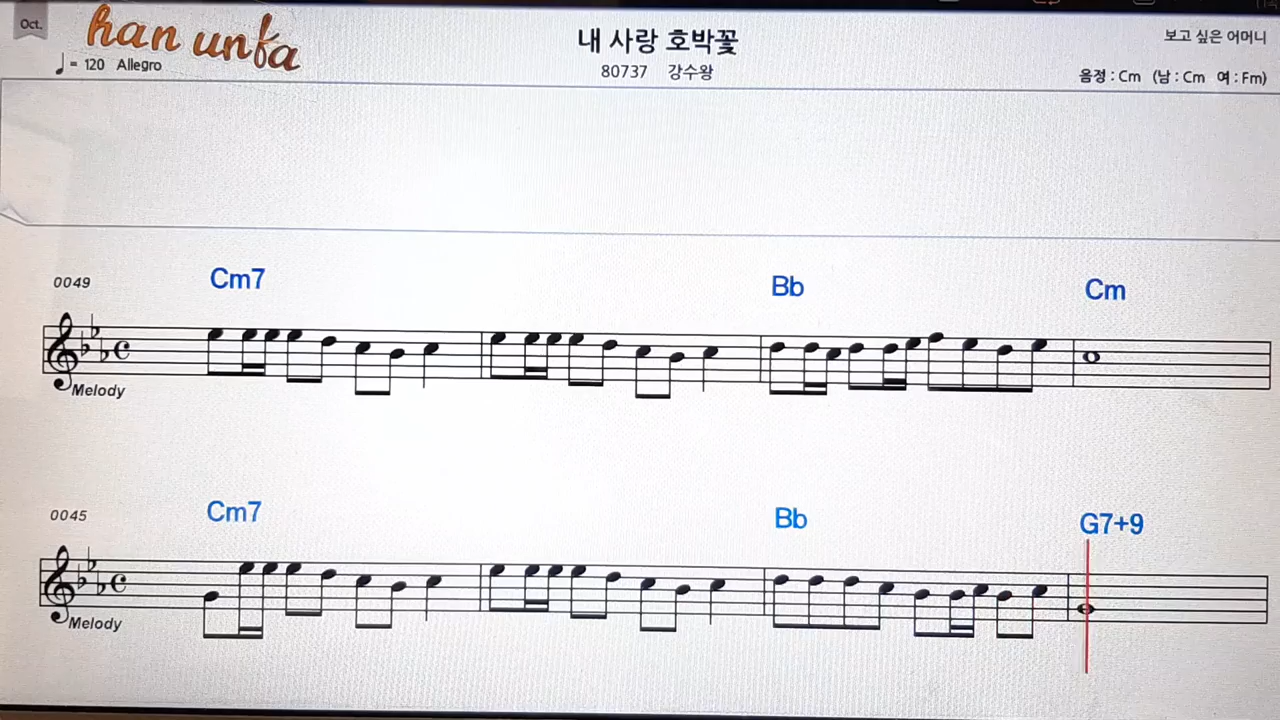 Oct.
han unfa
내 사랑 호박꽃
보고 싶은 어머니
♩ = 120 Allegro
80737 강수왕
음정 : Cm (남 : Cm 여 : Fm)
0049
Cm7 Bb Cm
Melody
0045
Cm7 Bb G7+9
Melody